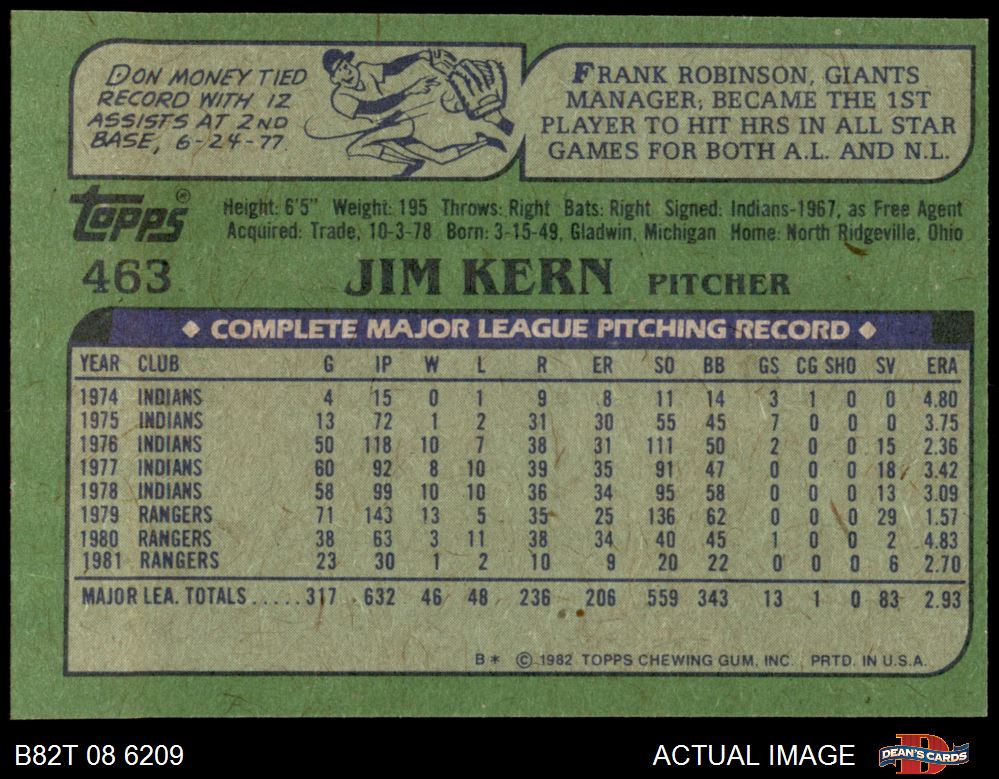 DON MONEY TIED
RECORD WITH 12
ASSISTS AT 2ND
BASE, 6-24-77.
FRANK ROBINSON, GIANTS
MANAGER, BECAME THE 1ST
PLAYER TO HIT HRS IN ALL STAR
GAMES FOR BOTH A.L. AND N.L.
Topps®
Height: 6'5" Weight: 195 Throws: Right Bats: Right Signed: Indians-1967, as Free Agent
Acquired: Trade, 10-3-78 Born: 3-15-49, Gladwin, Michigan Home: North Ridgeville, Ohio
463 JIM KERN PITCHER
◆ COMPLETE MAJOR LEAGUE PITCHING RECORD ◆
YEAR CLUB G IP W L R ER SO BB GS CG SHO SV ERA
1974 INDIANS 4 15 0 1 9 8 11 14 3 1 0 0 4.80
1975 INDIANS 13 72 1 2 31 30 55 45 7 0 0 0 3.75
1976 INDIANS 50 118 10 7 38 31 111 50 2 0 0 15 2.36
1977 INDIANS 60 92 8 10 39 35 91 47 0 0 0 18 3.42
1978 INDIANS 58 99 10 10 36 34 95 58 0 0 0 13 3.09
1979 RANGERS 71 143 13 5 35 25 136 62 0 0 0 29 1.57
1980 RANGERS 38 63 3 11 38 34 40 45 1 0 0 2 4.83
1981 RANGERS 23 30 1 2 10 9 20 22 0 0 0 6 2.70
MAJOR LEA. TOTALS.....317 632 46 48 236 206 559 343 13 1 0 83 2.93
B* © 1982 TOPPS CHEWING GUM, INC. PRTD. IN U.S.A.
B82T 08 6209
ACTUAL IMAGE
DEAN'S CARDS